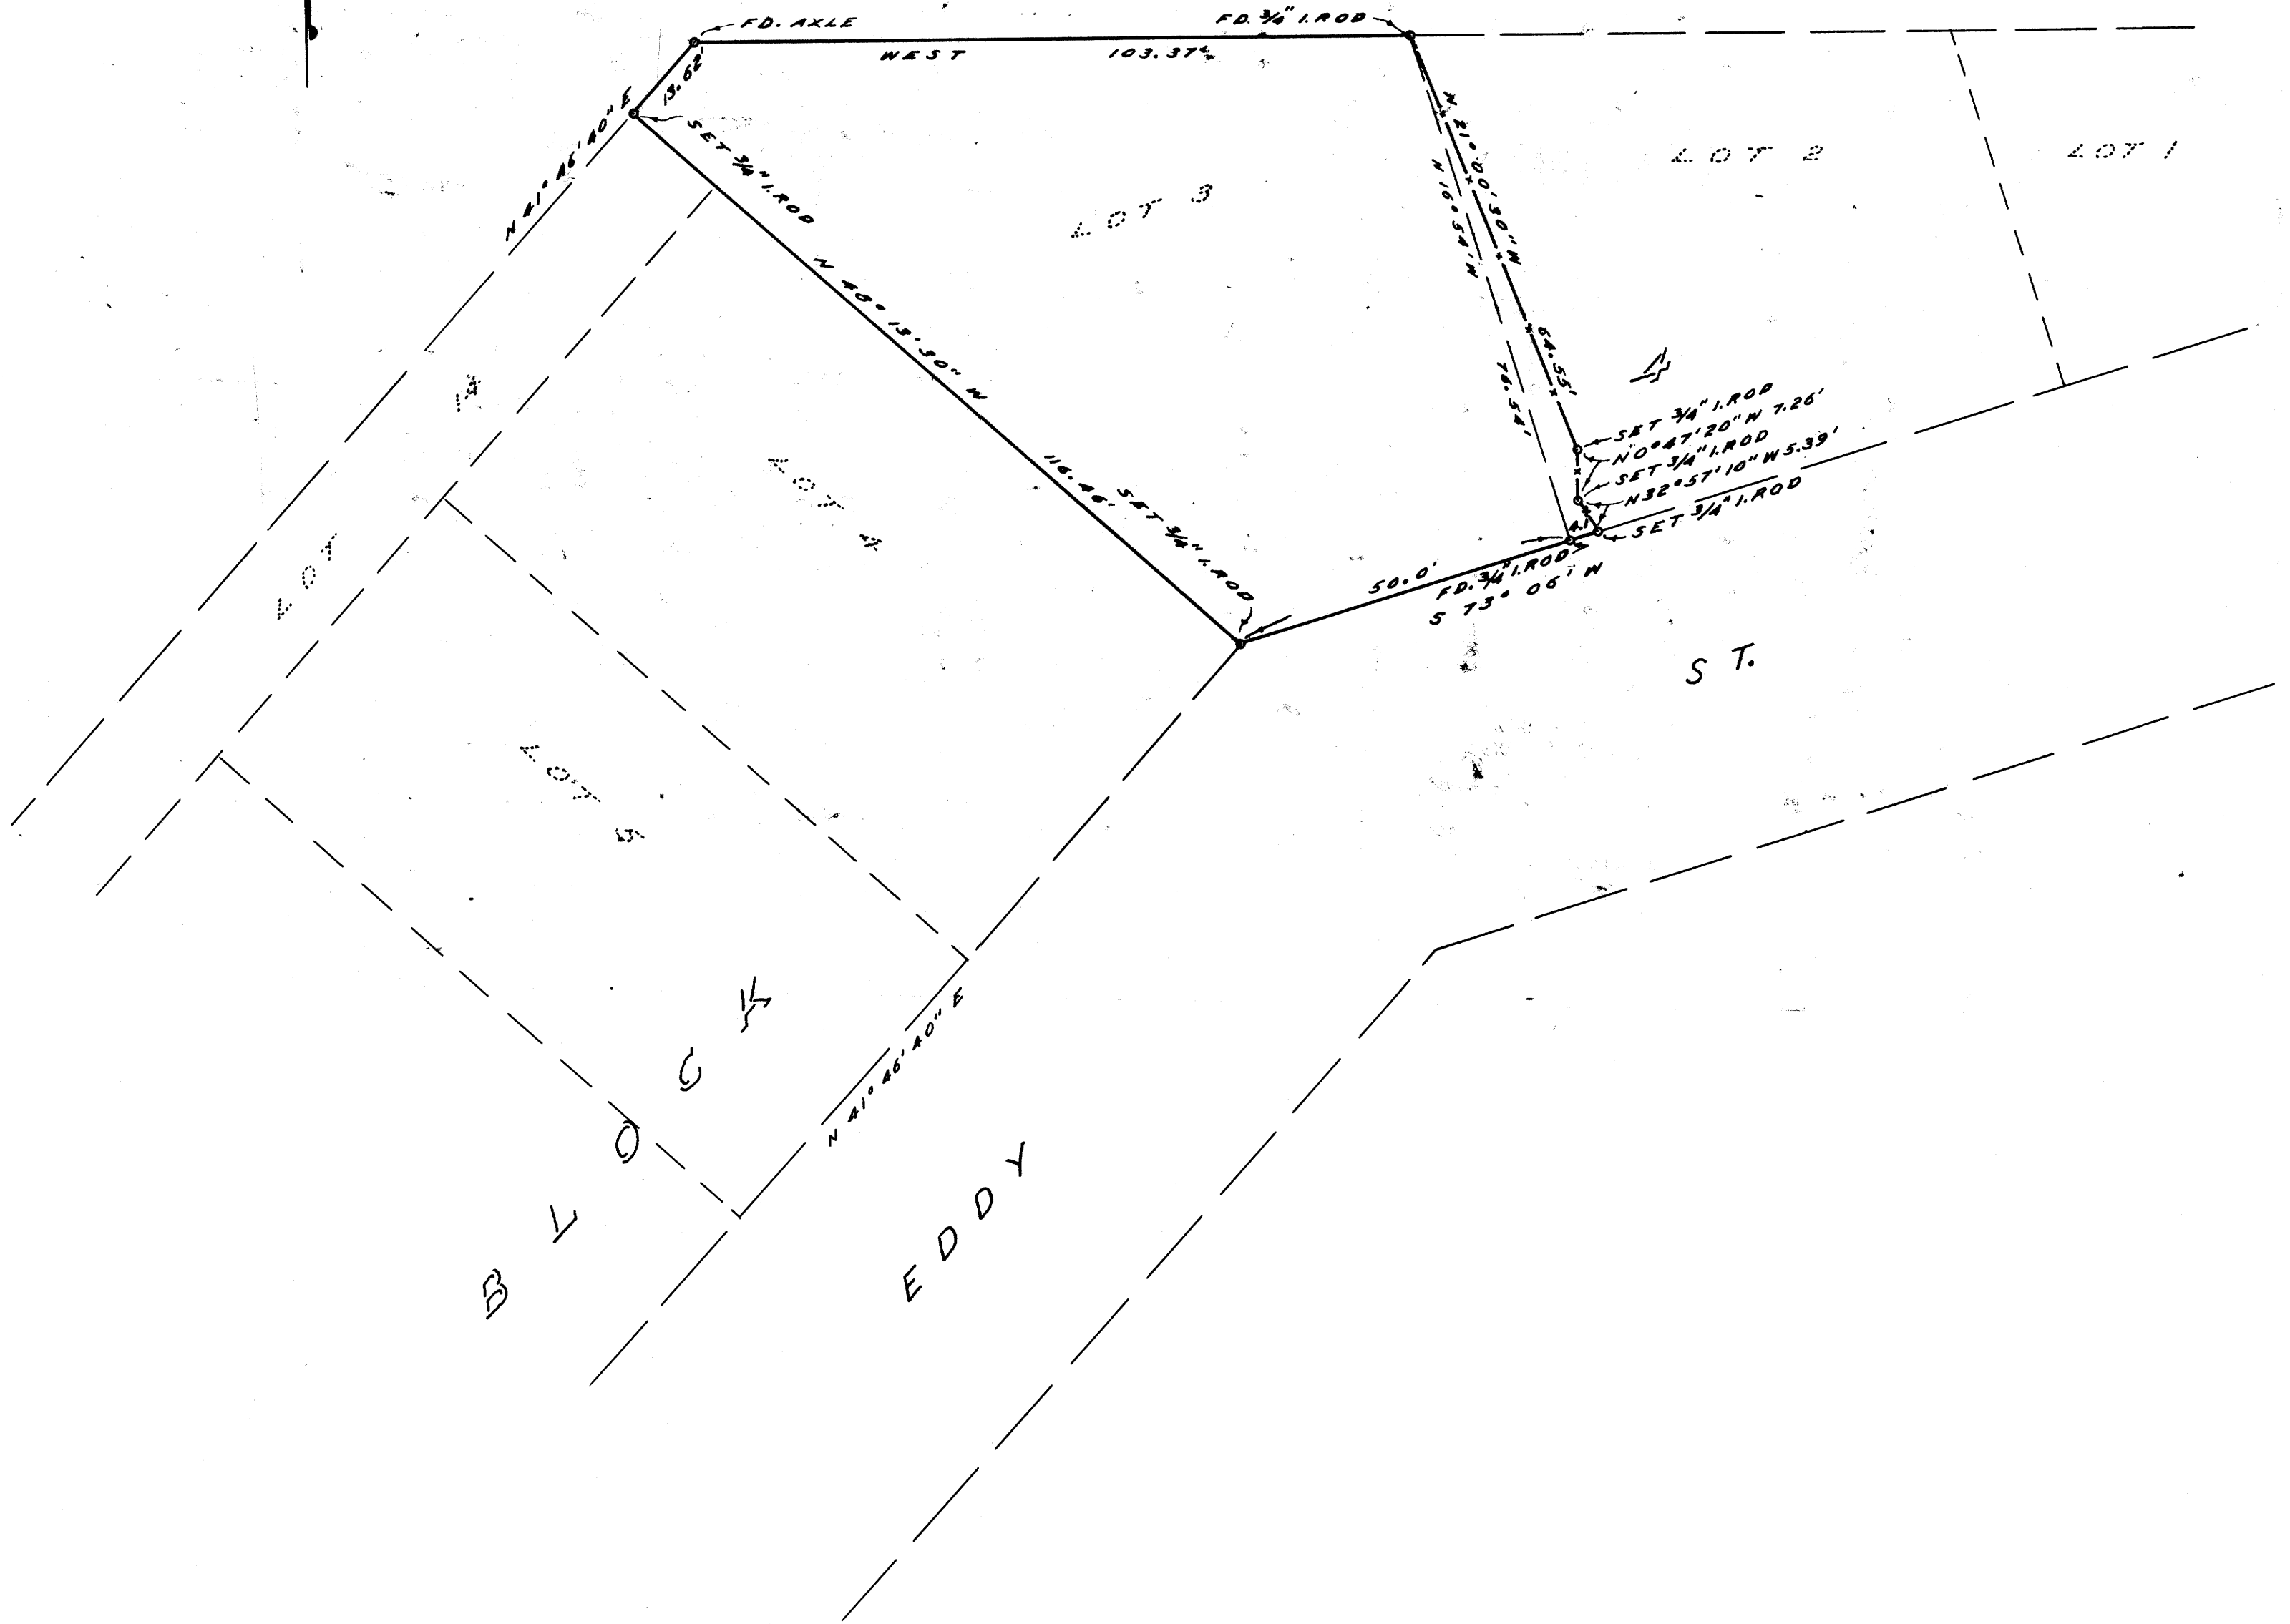 FD. AXLE
FD. 3/4" I. ROD
WEST 103.37'
13.62'
N 41° 46' 40" E
SET 3/4" I. ROD
LOT 3
N 21° 00' 30" W
64.55'
N 16° 54' W
76.54'
LOT 2
LOT 1
4
N 48° 13' 30" W
116.46'
SET 3/4" I. ROD
SET 3/4" I. ROD
N 0° 47' 20" W 7.26'
SET 3/4" I. ROD
N 32° 57' 10" W 5.39'
SET 3/4" I. ROD
4.1
50.0'
FD. 3/4" I. ROD
S 73° 06' W
LOT
LOT 4
LOT 5
ST.
N 41° 46' 40" E
BLOCK
EDDY